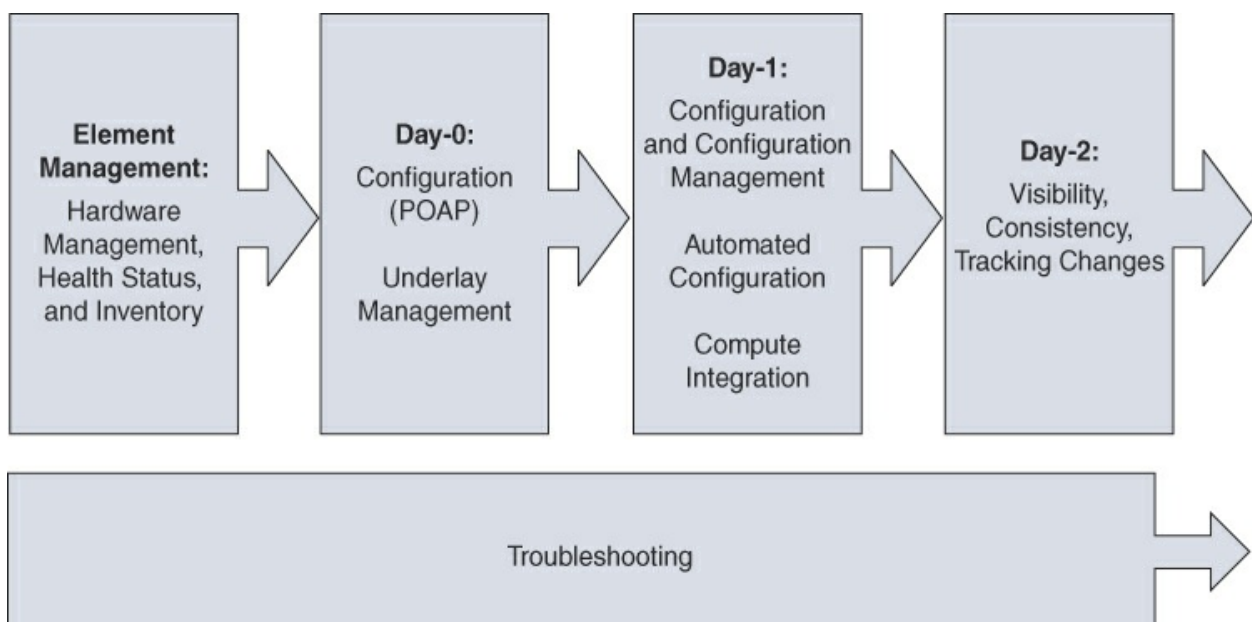 Element
Management:
Hardware
Management,
Health Status,
and Inventory
Day-0:
Configuration
(POAP)
Underlay
Management
Day-1:
Configuration
and Configuration
Management
Automated
Configuration
Compute
Integration
Day-2:
Visibility,
Consistency,
Tracking Changes
Troubleshooting